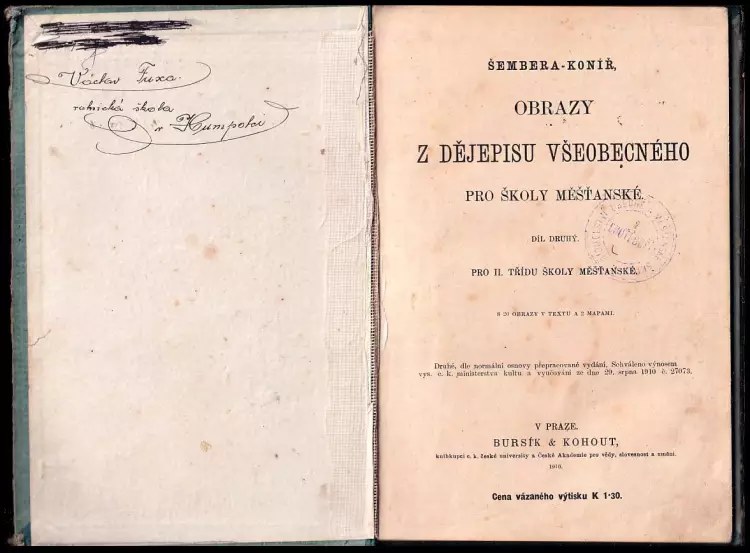 Václav Fuxa.
rolnická škola
v Humpolci
ŠEMBERA-KONÍŘ,
OBRAZY
Z DĚJEPISU VŠEOBECNÉHO
PRO ŠKOLY MĚŠŤANSKÉ.
DÍL DRUHÝ.
PRO II. TŘÍDU ŠKOLY MĚŠŤANSKÉ.
S 20 OBRAZY V TEXTU A 2 MAPAMI.
Druhé, dle normální osnovy přepracované vydání. Schváleno výnosem
vys. c. k. ministerstva kultu a vyučování ze dne 29. srpna 1910 č. 27073.
V PRAZE.
BURSÍK & KOHOUT,
knihkupci c. k. české university a České Akademie pro vědy, slovesnost a umění.
1910.
Cena vázaného výtisku K 1·30.